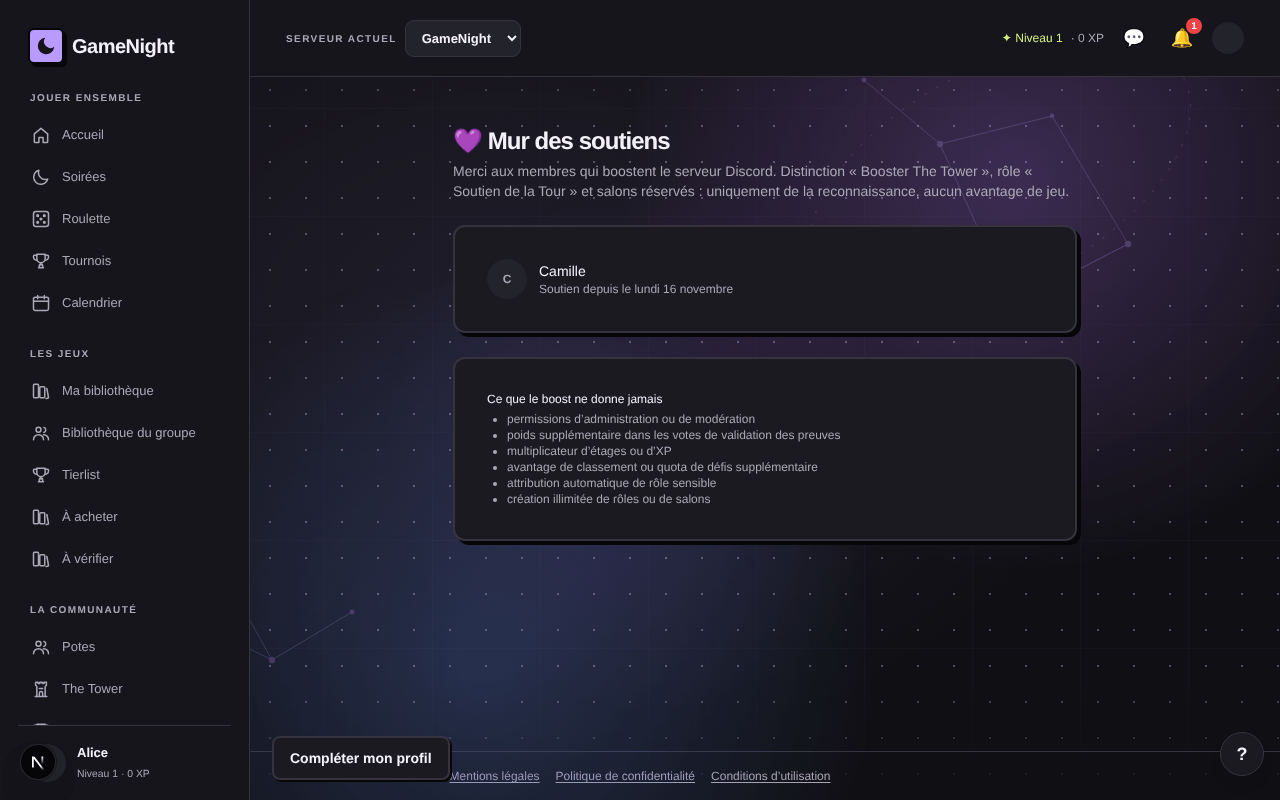 GameNight
JOUER ENSEMBLE
Accueil
Soirées
Roulette
Tournois
Calendrier
LES JEUX
Ma bibliothèque
Bibliothèque du groupe
Tierlist
À acheter
À vérifier
LA COMMUNAUTÉ
Potes
The Tower
N
Alice
Niveau 1 · 0 XP
SERVEUR ACTUEL
GameNight
✦ Niveau 1 · 0 XP
1
💜 Mur des soutiens
Merci aux membres qui boostent le serveur Discord. Distinction « Booster The Tower », rôle «
Soutien de la Tour » et salons réservés : uniquement de la reconnaissance, aucun avantage de jeu.
C
Camille
Soutien depuis le lundi 16 novembre
Ce que le boost ne donne jamais
• permissions d’administration ou de modération
• poids supplémentaire dans les votes de validation des preuves
• multiplicateur d’étages ou d’XP
• avantage de classement ou quota de défis supplémentaire
• attribution automatique de rôle sensible
• création illimitée de rôles ou de salons
Compléter mon profil
Mentions légales
Politique de confidentialité
Conditions d’utilisation
?